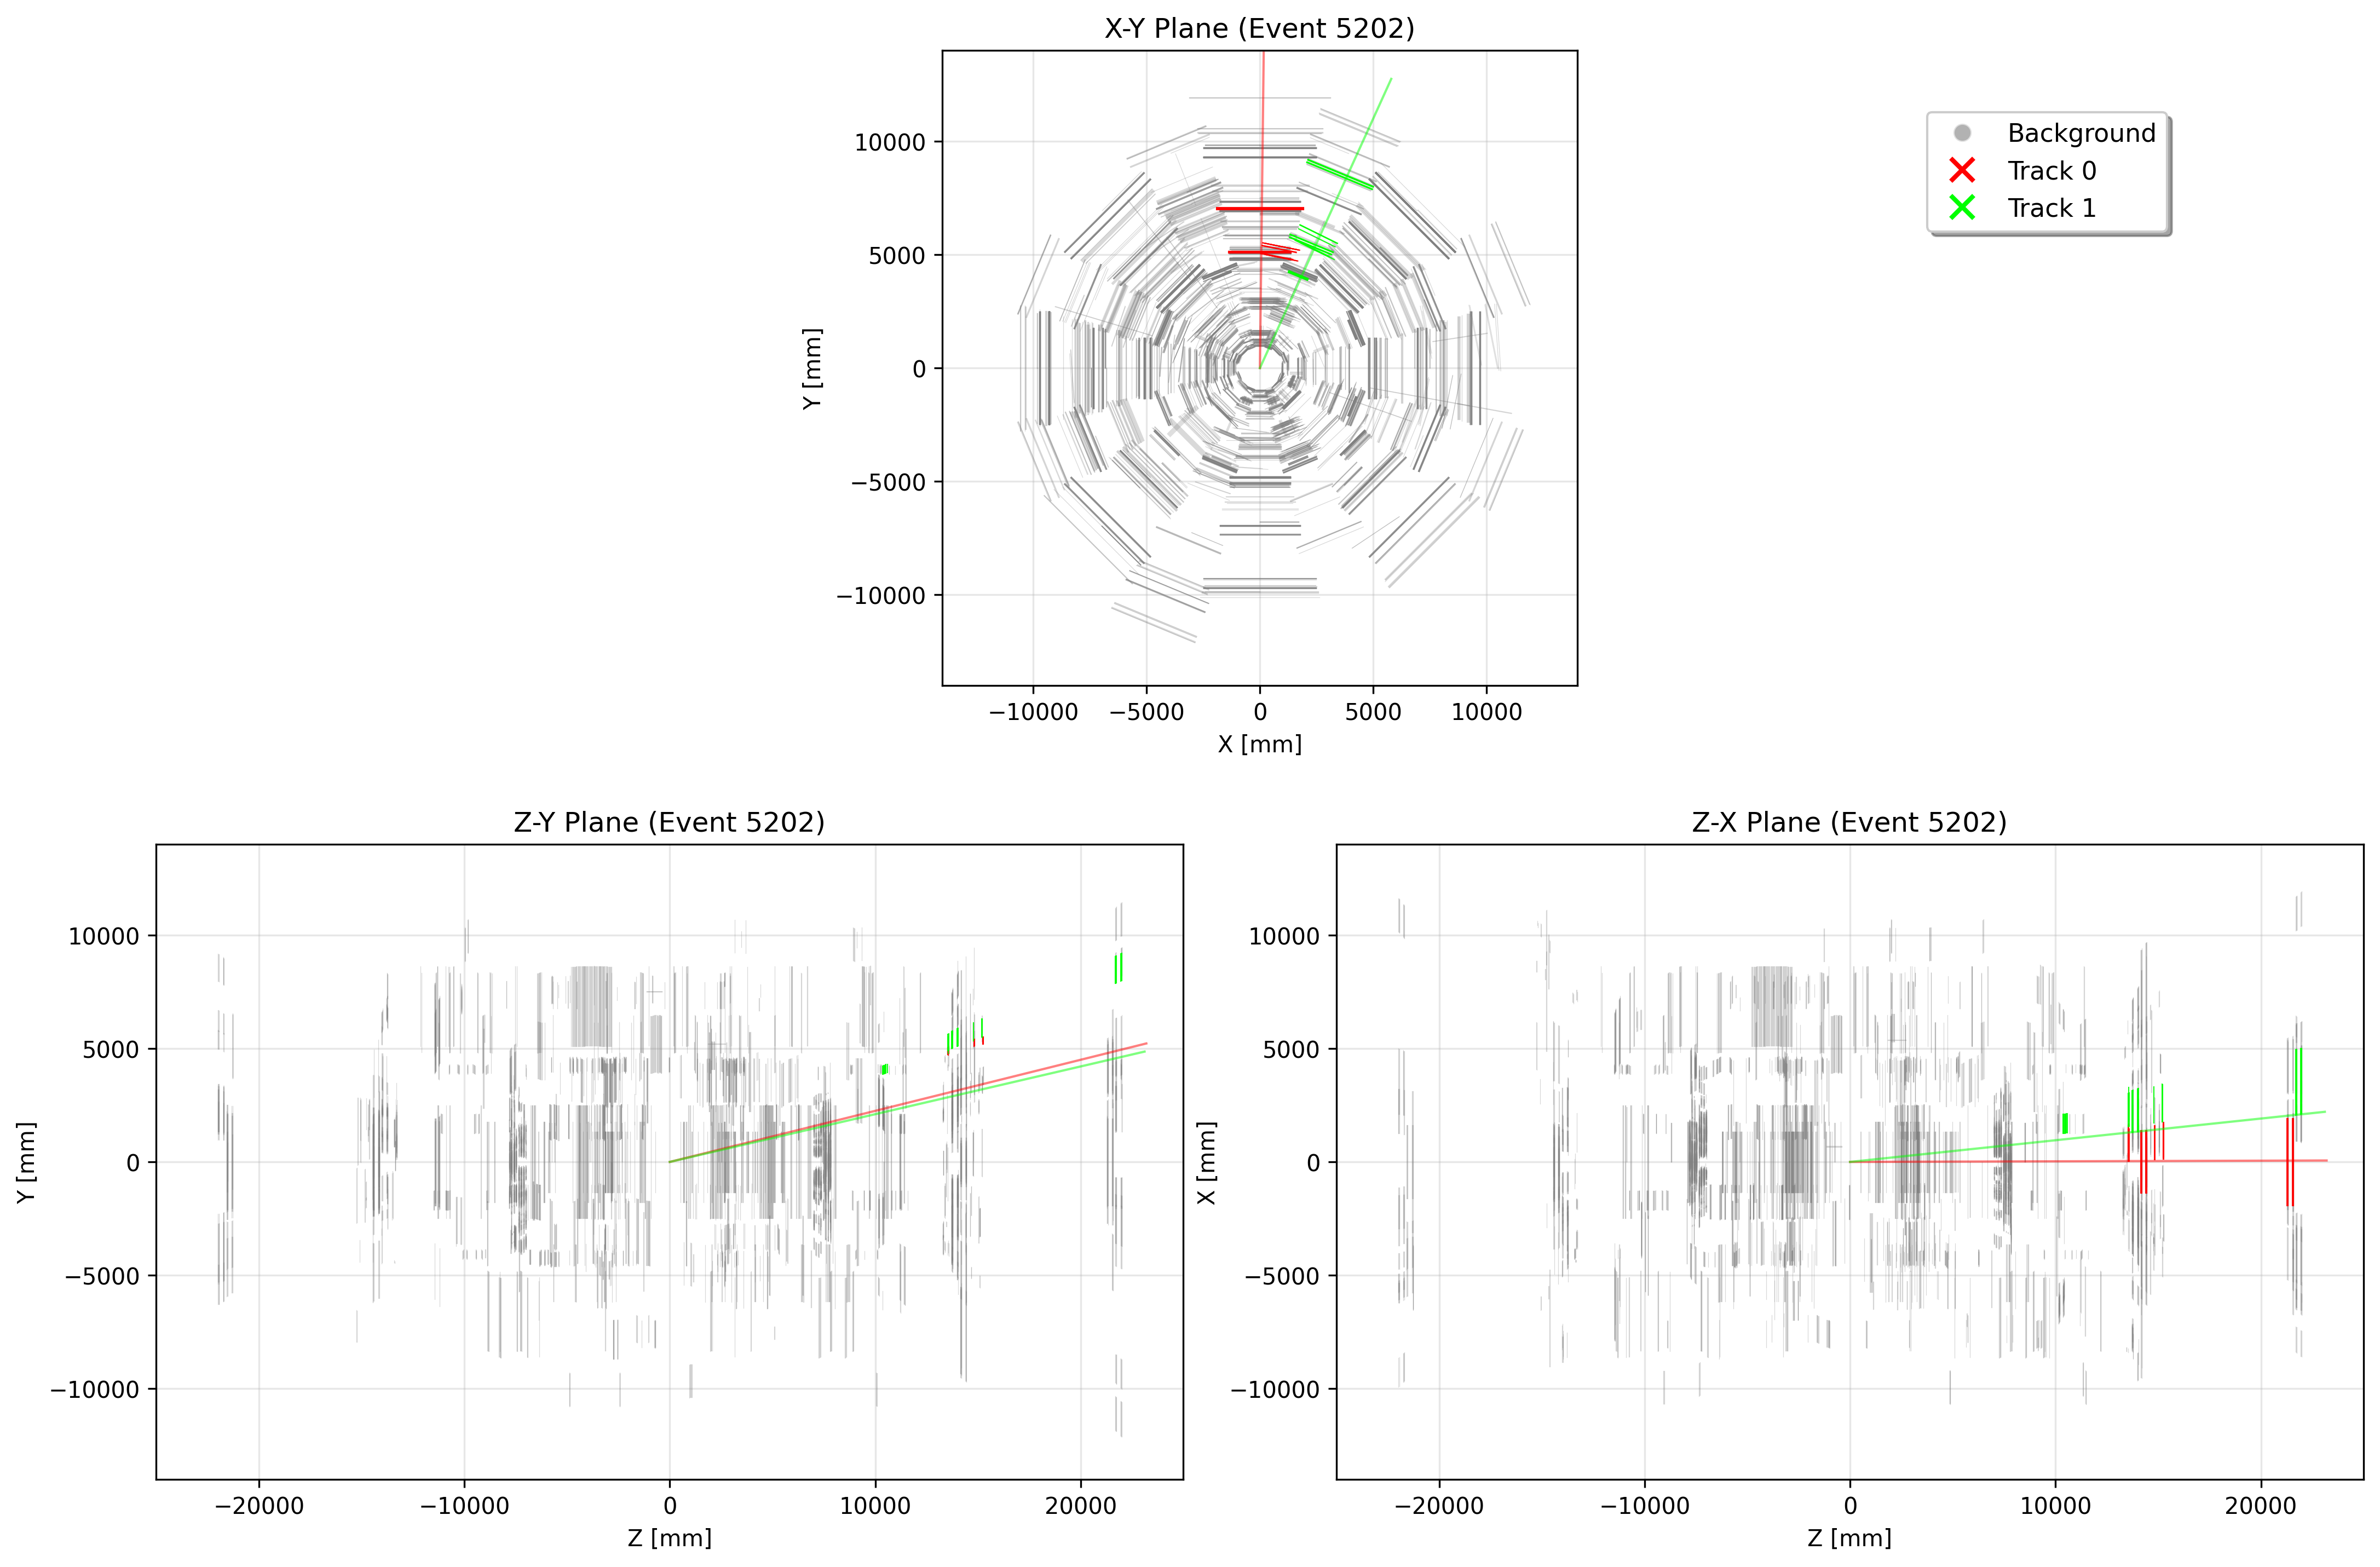 X-Y Plane (Event 5202)
Background
Track 0
Track 1
10000
5000
0
−5000
−10000
Y [mm]
−10000 −5000 0 5000 10000
X [mm]
Z-Y Plane (Event 5202)
10000
5000
0
−5000
−10000
Y [mm]
−20000 −10000 0 10000 20000
Z [mm]
Z-X Plane (Event 5202)
10000
5000
0
−5000
−10000
X [mm]
−20000 −10000 0 10000 20000
Z [mm]